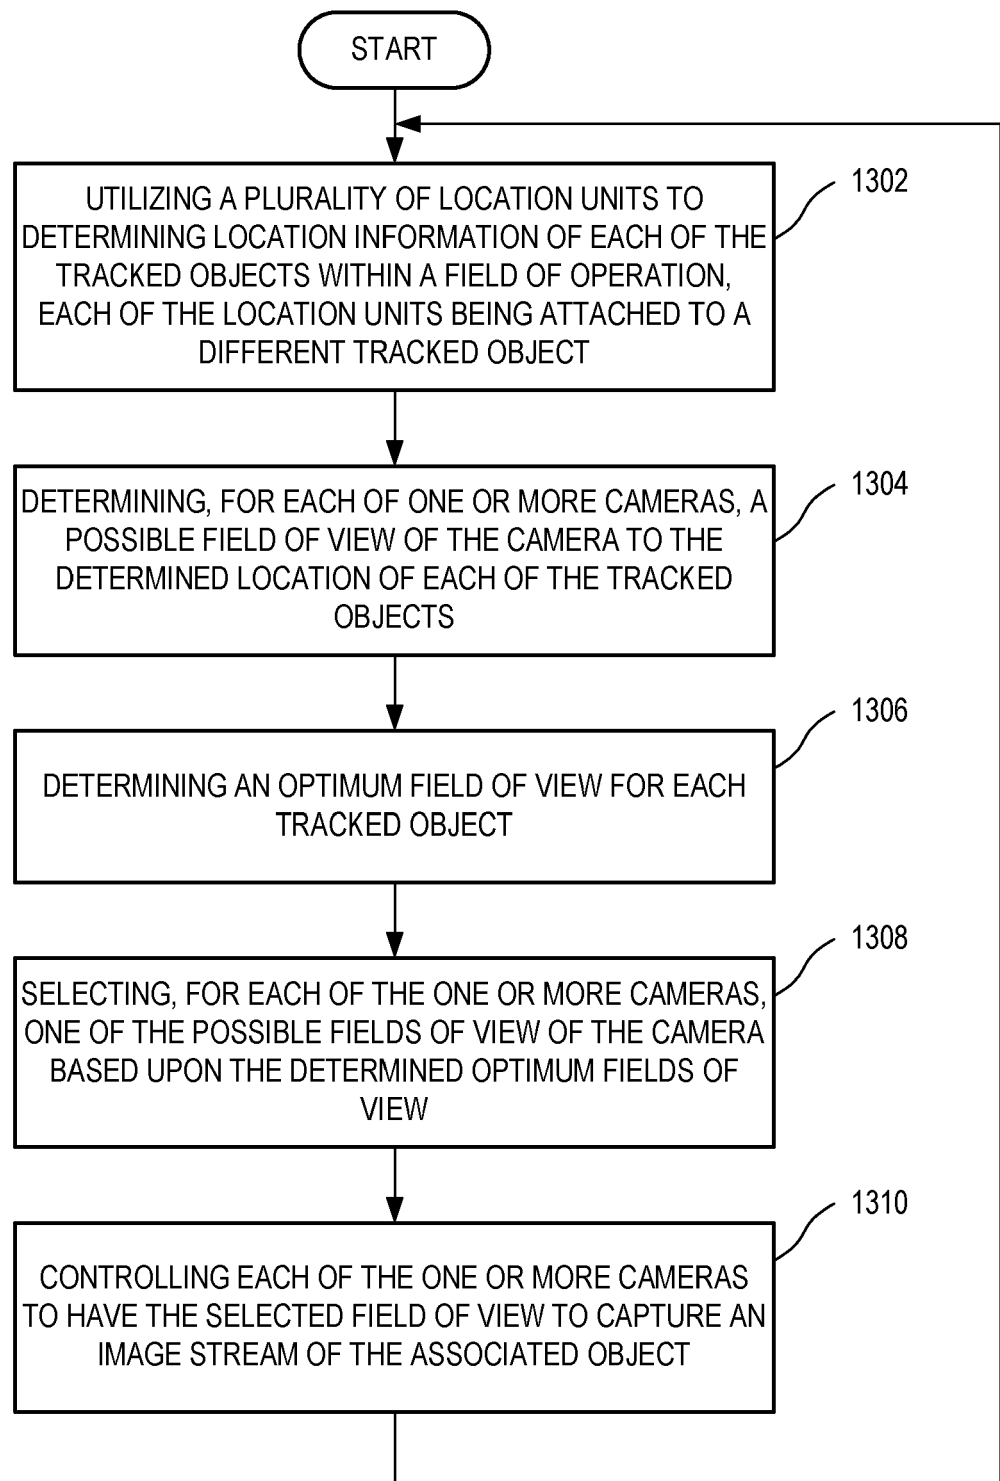 START
1302
UTILIZING A PLURALITY OF LOCATION UNITS TO
DETERMINING LOCATION INFORMATION OF EACH OF THE
TRACKED OBJECTS WITHIN A FIELD OF OPERATION,
EACH OF THE LOCATION UNITS BEING ATTACHED TO A
DIFFERENT TRACKED OBJECT
1304
DETERMINING, FOR EACH OF ONE OR MORE CAMERAS, A
POSSIBLE FIELD OF VIEW OF THE CAMERA TO THE
DETERMINED LOCATION OF EACH OF THE TRACKED
OBJECTS
1306
DETERMINING AN OPTIMUM FIELD OF VIEW FOR EACH
TRACKED OBJECT
1308
SELECTING, FOR EACH OF THE ONE OR MORE CAMERAS,
ONE OF THE POSSIBLE FIELDS OF VIEW OF THE CAMERA
BASED UPON THE DETERMINED OPTIMUM FIELDS OF
VIEW
1310
CONTROLLING EACH OF THE ONE OR MORE CAMERAS
TO HAVE THE SELECTED FIELD OF VIEW TO CAPTURE AN
IMAGE STREAM OF THE ASSOCIATED OBJECT